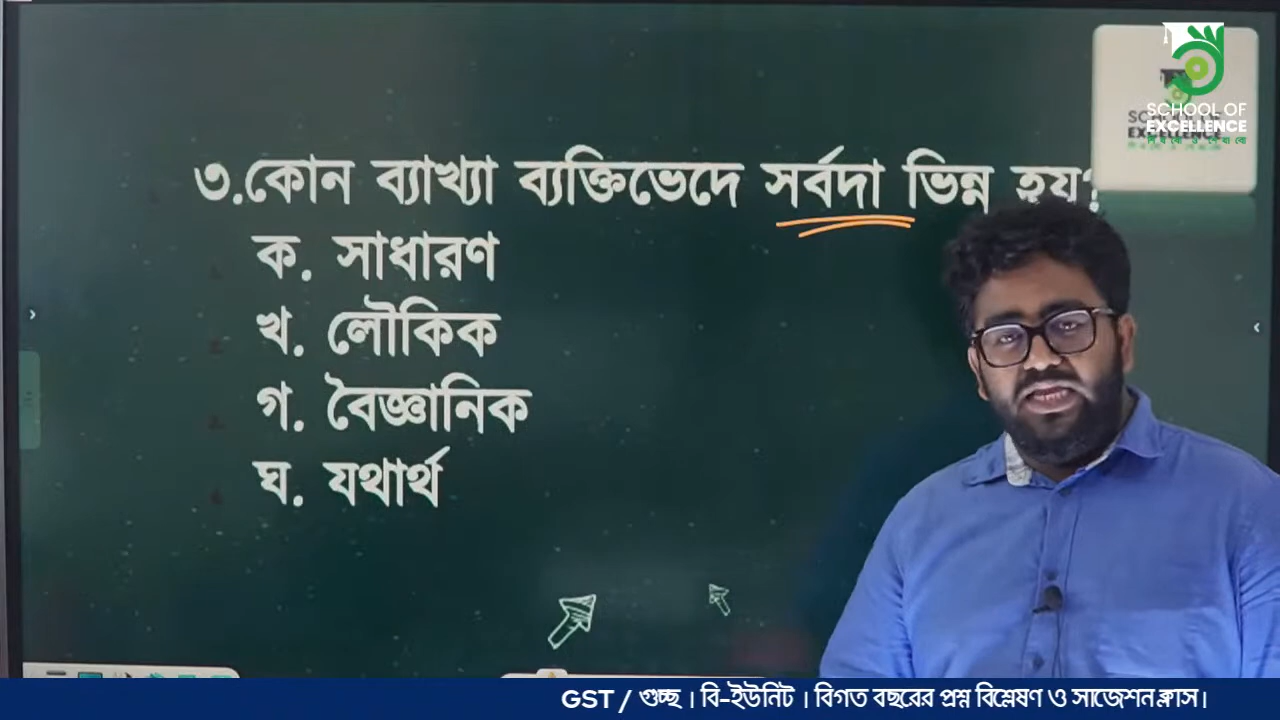 SCHOOL OF
EXCELLENCE
৩.কোন ব্যাখ্যা ব্যক্তিভেদে সর্বদা ভিন্ন হয়?
ক. সাধারণ
খ. লৌকিক
গ. বৈজ্ঞানিক
ঘ. যথার্থ
GST / গুচ্ছ । বি-ইউনিট । বিগত বছরের প্রশ্ন বিশ্লেষণ ও সাজেশন ক্লাস।